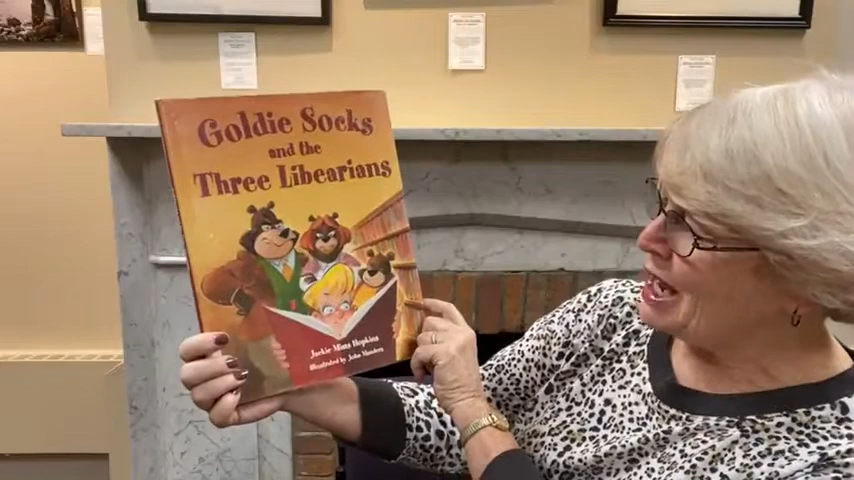 Goldie Socks
and the
Three Libearians
Jackie Mims Hopkins
Illustrated by John Manders